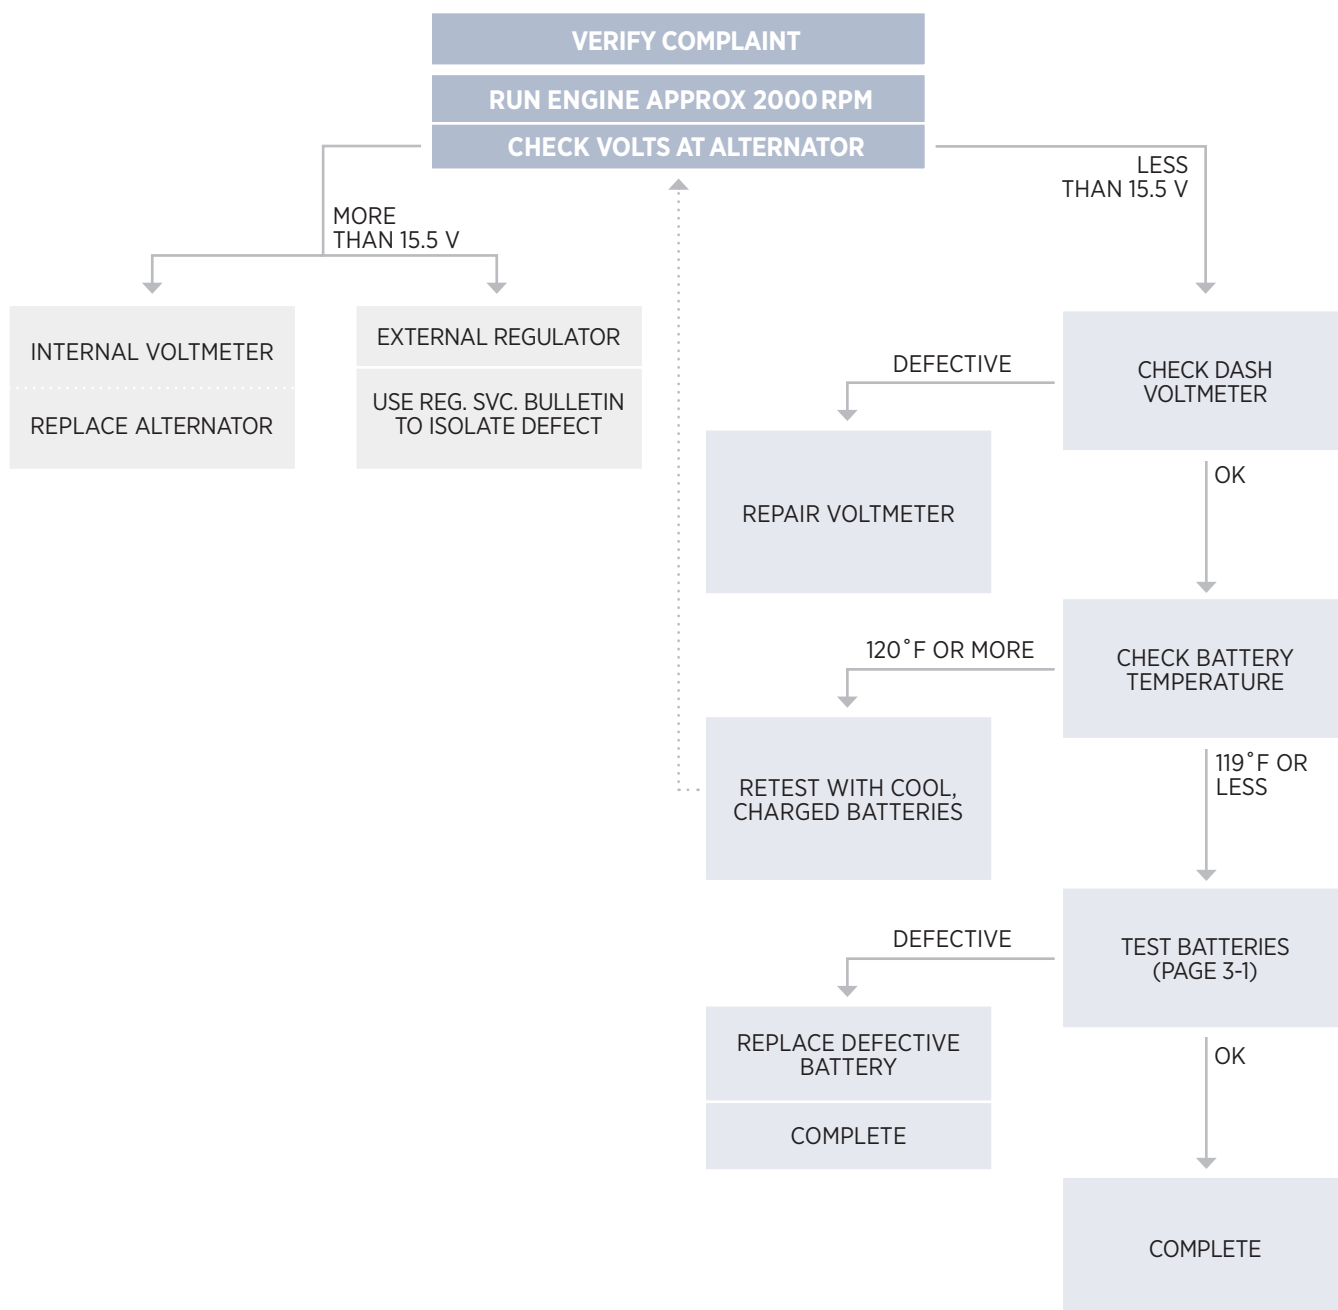 VERIFY COMPLAINT
RUN ENGINE APPROX 2000 RPM
CHECK VOLTS AT ALTERNATOR
MORE
THAN 15.5 V
LESS
THAN 15.5 V
INTERNAL VOLTMETER
REPLACE ALTERNATOR
EXTERNAL REGULATOR
USE REG. SVC. BULLETIN
TO ISOLATE DEFECT
CHECK DASH
VOLTMETER
DEFECTIVE
REPAIR VOLTMETER
OK
CHECK BATTERY
TEMPERATURE
120˚F OR MORE
RETEST WITH COOL,
CHARGED BATTERIES
119˚F OR
LESS
TEST BATTERIES
(PAGE 3-1)
DEFECTIVE
REPLACE DEFECTIVE
BATTERY
COMPLETE
OK
COMPLETE